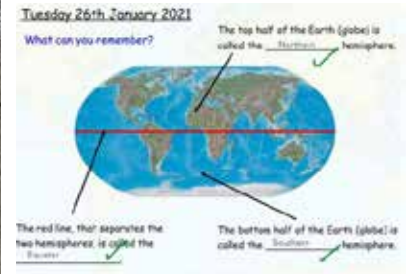 Tuesday 26th January 2021
What can you remember?
The top half of the Earth (globe) is
called the Northern hemisphere.
The red line, that separates the
two hemispheres, is called the
Equator
The bottom half of the Earth (globe) is
called the Southern hemisphere.